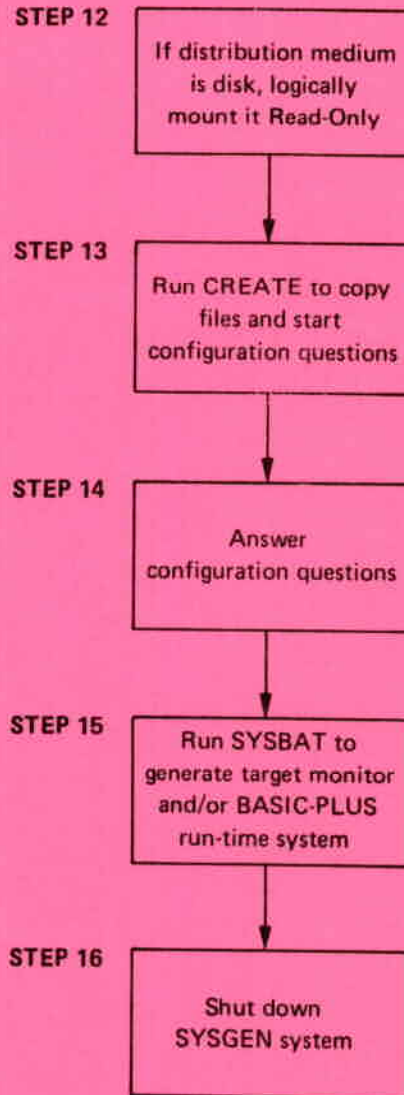 STEP 12
If distribution medium
is disk, logically
mount it Read-Only
STEP 13
Run CREATE to copy
files and start
configuration questions
STEP 14
Answer
configuration questions
STEP 15
Run SYSBAT to
generate target monitor
and/or BASIC-PLUS
run-time system
STEP 16
Shut down
SYSGEN system